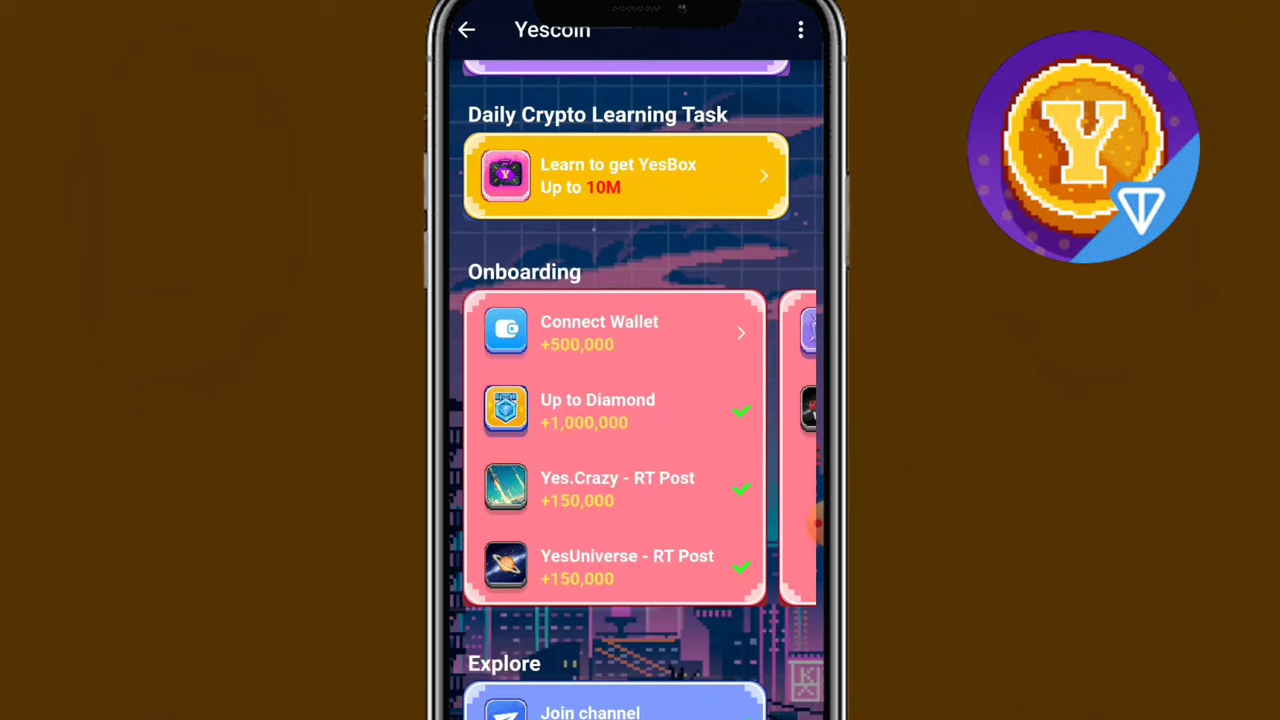 Yescoin
Daily Crypto Learning Task
Learn to get YesBox
Up to 10M
Onboarding
Connect Wallet
+500,000
Up to Diamond
+1,000,000
Yes.Crazy - RT Post
+150,000
YesUniverse - RT Post
+150,000
Explore
Join channel
Y